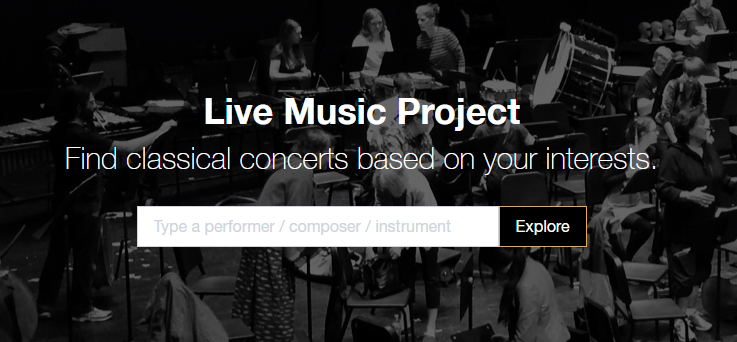 Live Music Project
Find classical concerts based on your interests.
Type a performer / composer / instrument
Explore